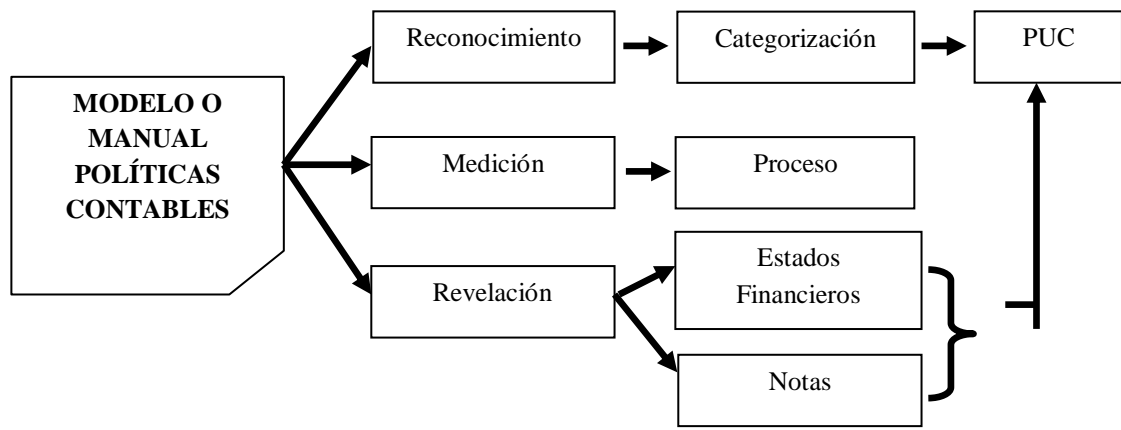 MODELO O
MANUAL
POLÍTICAS
CONTABLES
Reconocimiento
Categorización
PUC
Medición
Proceso
Revelación
Estados
Financieros
Notas